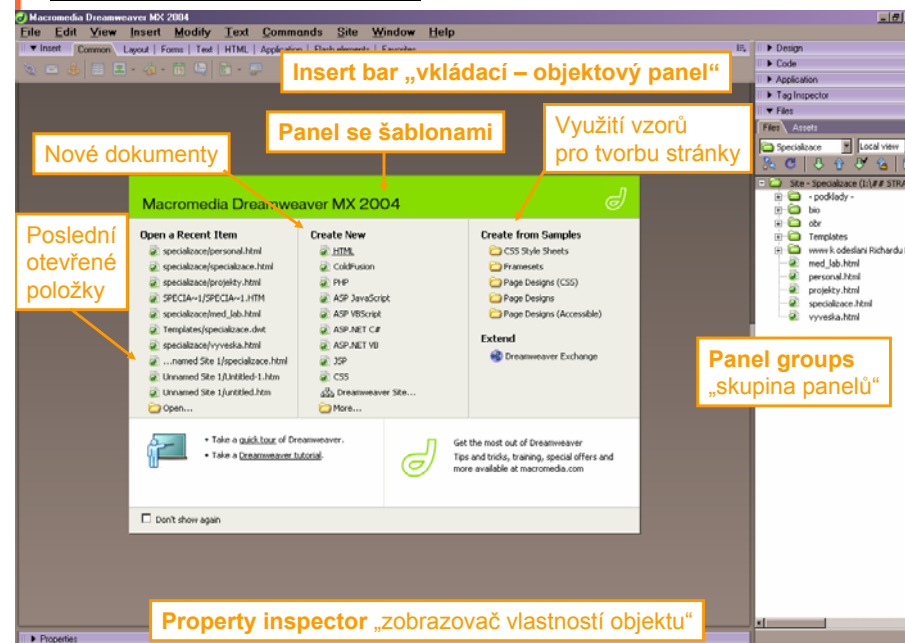 Macromedia Dreamweaver MX 2004
File Edit View Insert Modify Text Commands Site Window Help
Insert Common Layout | Forms | Text | HTML | Application | Flash elements | Favorites
Insert bar „vkládací – objektový panel“
Design
Code
Application
Tag Inspector
Files
Files Assets
Specializace Local view
Site - Specializace (I:\## STRA
- podklady -
bio
obr
Templates
www k odeslani Richardu
med_lab.html
personal.html
projekty.html
specializace.html
vyveska.html
Panel se šablonami
Nové dokumenty
Využití vzorů
pro tvorbu stránky
Poslední
otevřené
položky
Macromedia Dreamweaver MX 2004
Open a Recent Item
specializace/personal.html
specializace/specializace.html
specializace/projekty.html
SPECIA~1/SPECIA~1.HTM
specializace/med_lab.html
Templates/specializace.dwt
specializace/vyveska.html
...named Site 1/specializace.html
Unnamed Site 1/Untitled-1.htm
Unnamed Site 1/untitled.htm
Open...
Create New
HTML
ColdFusion
PHP
ASP JavaScript
ASP VBScript
ASP.NET C#
ASP.NET VB
JSP
CSS
Dreamweaver Site...
More...
Create from Samples
CSS Style Sheets
Framesets
Page Designs (CSS)
Page Designs
Page Designs (Accessible)
Extend
Dreamweaver Exchange
Panel groups
„skupina panelů“
• Take a quick tour of Dreamweaver.
• Take a Dreamweaver tutorial.
Get the most out of Dreamweaver
Tips and tricks, training, special offers and
more available at macromedia.com
Don't show again
Property inspector „zobrazovač vlastností objektu“
Properties